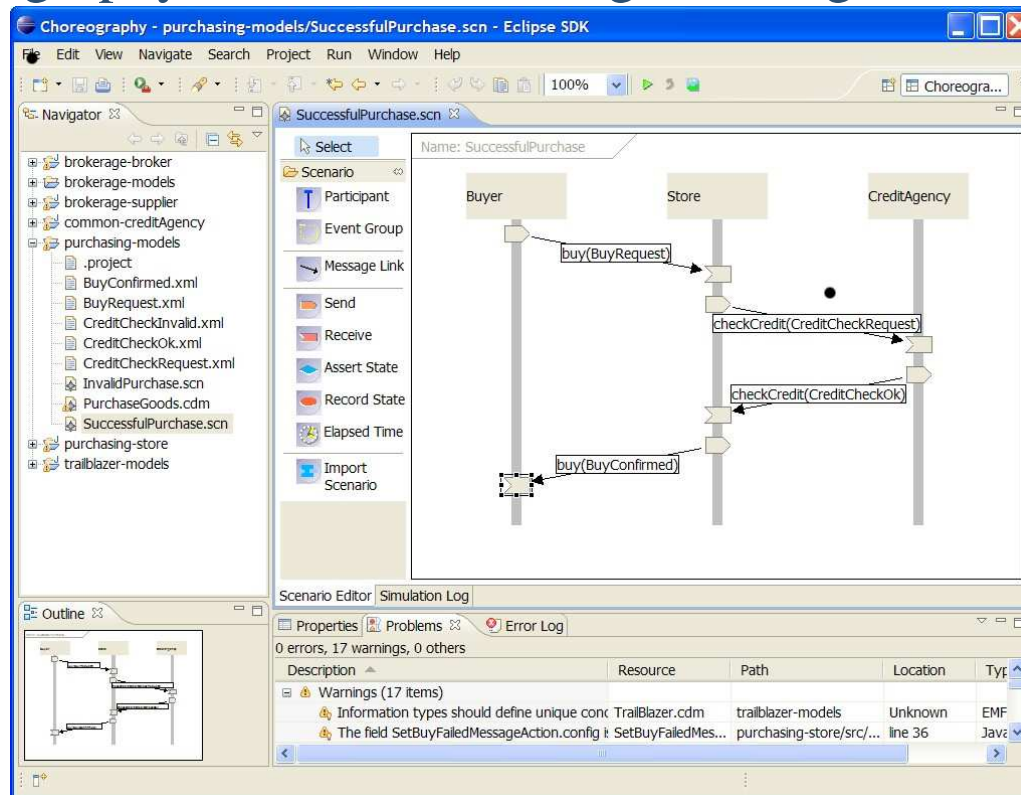 Choreography - purchasing-models/SuccessfulPurchase.scn - Eclipse SDK
File Edit View Navigate Search Project Run Window Help
100%
Choreogra...
Navigator
brokerage-broker
brokerage-models
brokerage-supplier
common-creditAgency
purchasing-models
.project
BuyConfirmed.xml
BuyRequest.xml
CreditCheckInvalid.xml
CreditCheckOk.xml
CreditCheckRequest.xml
InvalidPurchase.scn
PurchaseGoods.cdm
SuccessfulPurchase.scn
purchasing-store
trailblazer-models
SuccessfulPurchase.scn
Select
Scenario
Participant
Event Group
Message Link
Send
Receive
Assert State
Record State
Elapsed Time
Import
Scenario
Name: SuccessfulPurchase
Buyer Store CreditAgency
buy(BuyRequest)
checkCredit(CreditCheckRequest)
checkCredit(CreditCheckOk)
buy(BuyConfirmed)
Scenario Editor Simulation Log
Outline
Properties Problems Error Log
0 errors, 17 warnings, 0 others
Description Resource Path Location Typ
Warnings (17 items)
Information types should define unique conc TrailBlazer.cdm trailblazer-models Unknown EMF
The field SetBuyFailedMessageAction.config is SetBuyFailedMes... purchasing-store/src/... line 36 Java